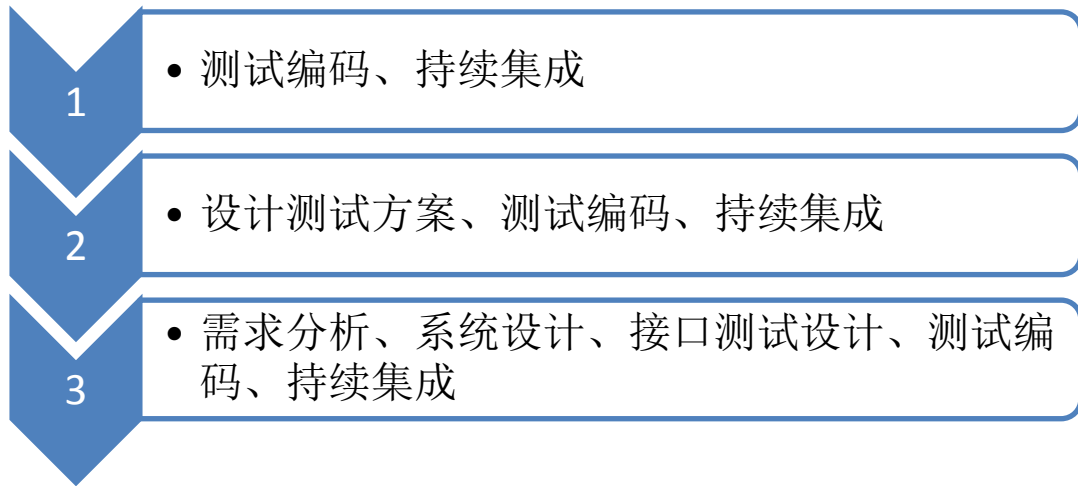 1
• 测试编码、持续集成
2
• 设计测试方案、测试编码、持续集成
3
• 需求分析、系统设计、接口测试设计、测试编
码、持续集成